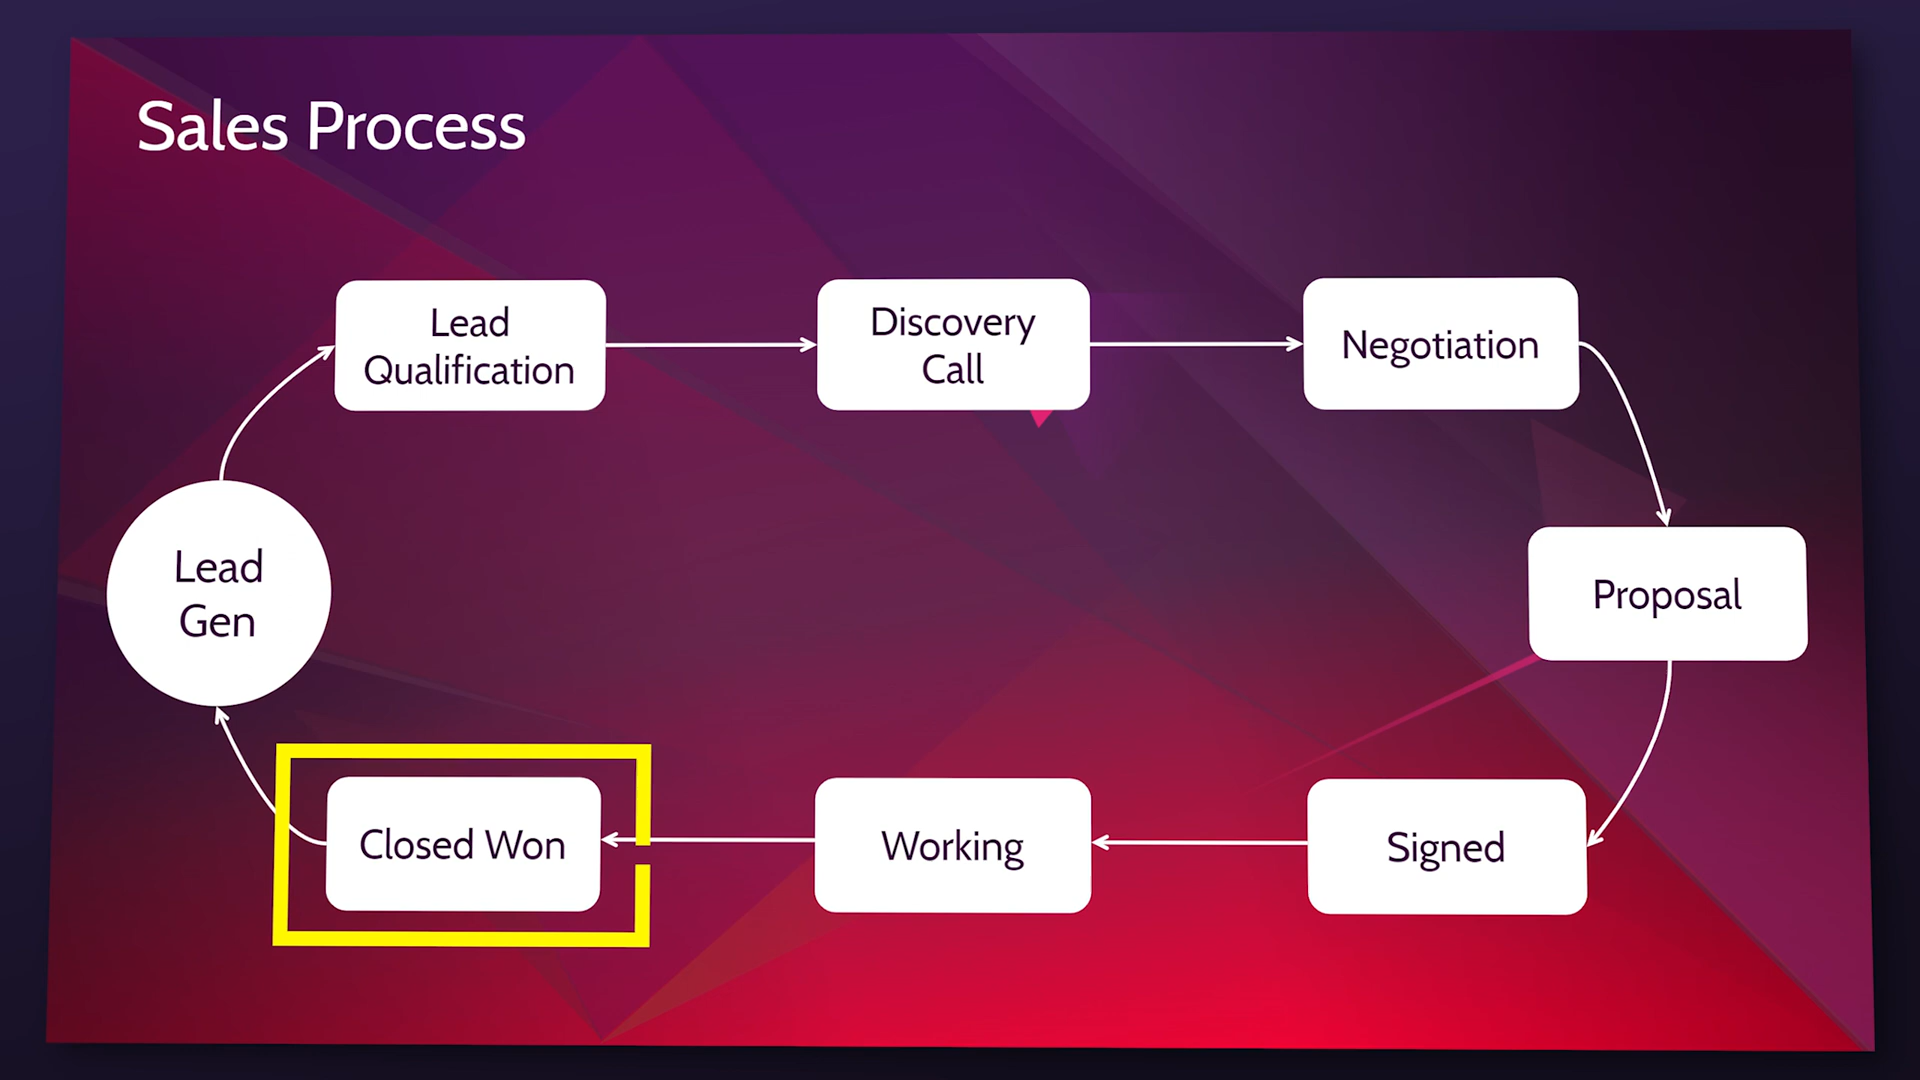 Sales Process
Lead
Qualification
Discovery
Call
Negotiation
Lead
Gen
Proposal
Closed Won
Working
Signed